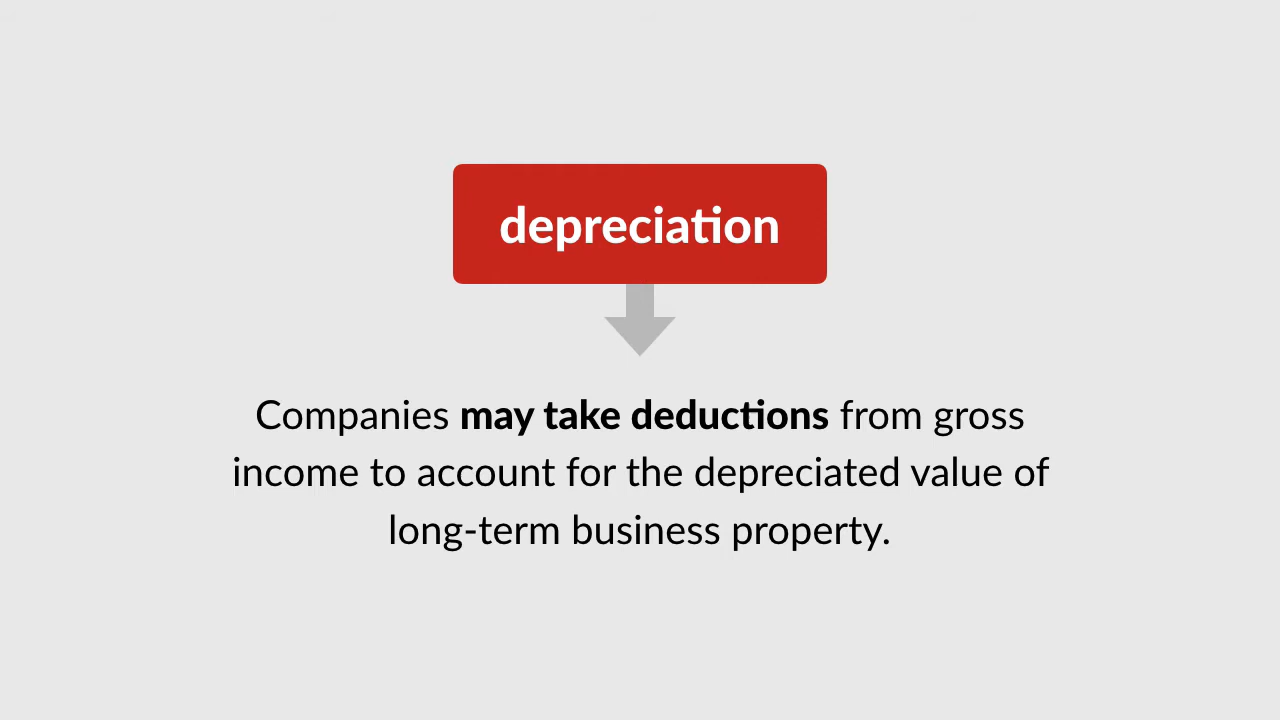 depreciation
Companies may take deductions from gross
income to account for the depreciated value of
long-term business property.